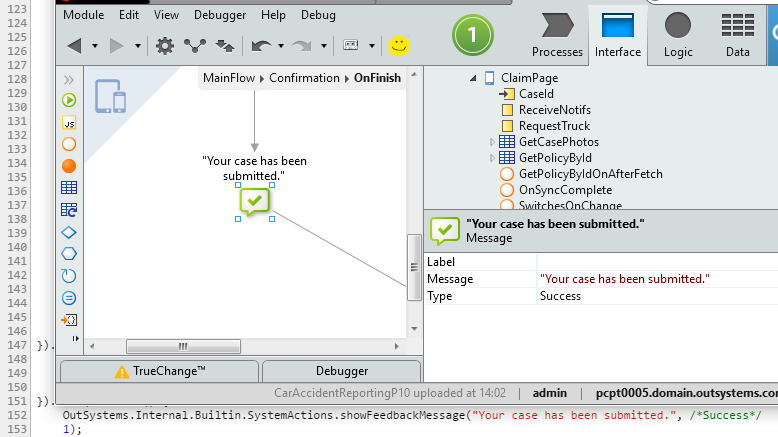 123
124
125
126
127
128
129
130
131
132
133
134
135
136
137
138
139
140
141
142
143
144
145
146
147 }).
148
149
150
151 }).
152 OutSystems.Internal.Builtin.SystemActions.showFeedbackMessage("Your case has been submitted.", /*Success*/
153 1);
Module Edit View Debugger Help Debug
1
Processes Interface Logic Data
MainFlow Confirmation OnFinish
JS
"Your case has been
submitted."
ClaimPage
CaseId
ReceiveNotifs
RequestTruck
GetCasePhotos
GetPolicyById
GetPolicyByIdOnAfterFetch
OnSyncComplete
SwitchesOnChange
"Your case has been submitted."
Message
Label
Message "Your case has been submitted."
Type Success
TrueChange™ Debugger
CarAccidentReportingP10 uploaded at 14:02 | admin | pcpt0005.domain.outsystems.com